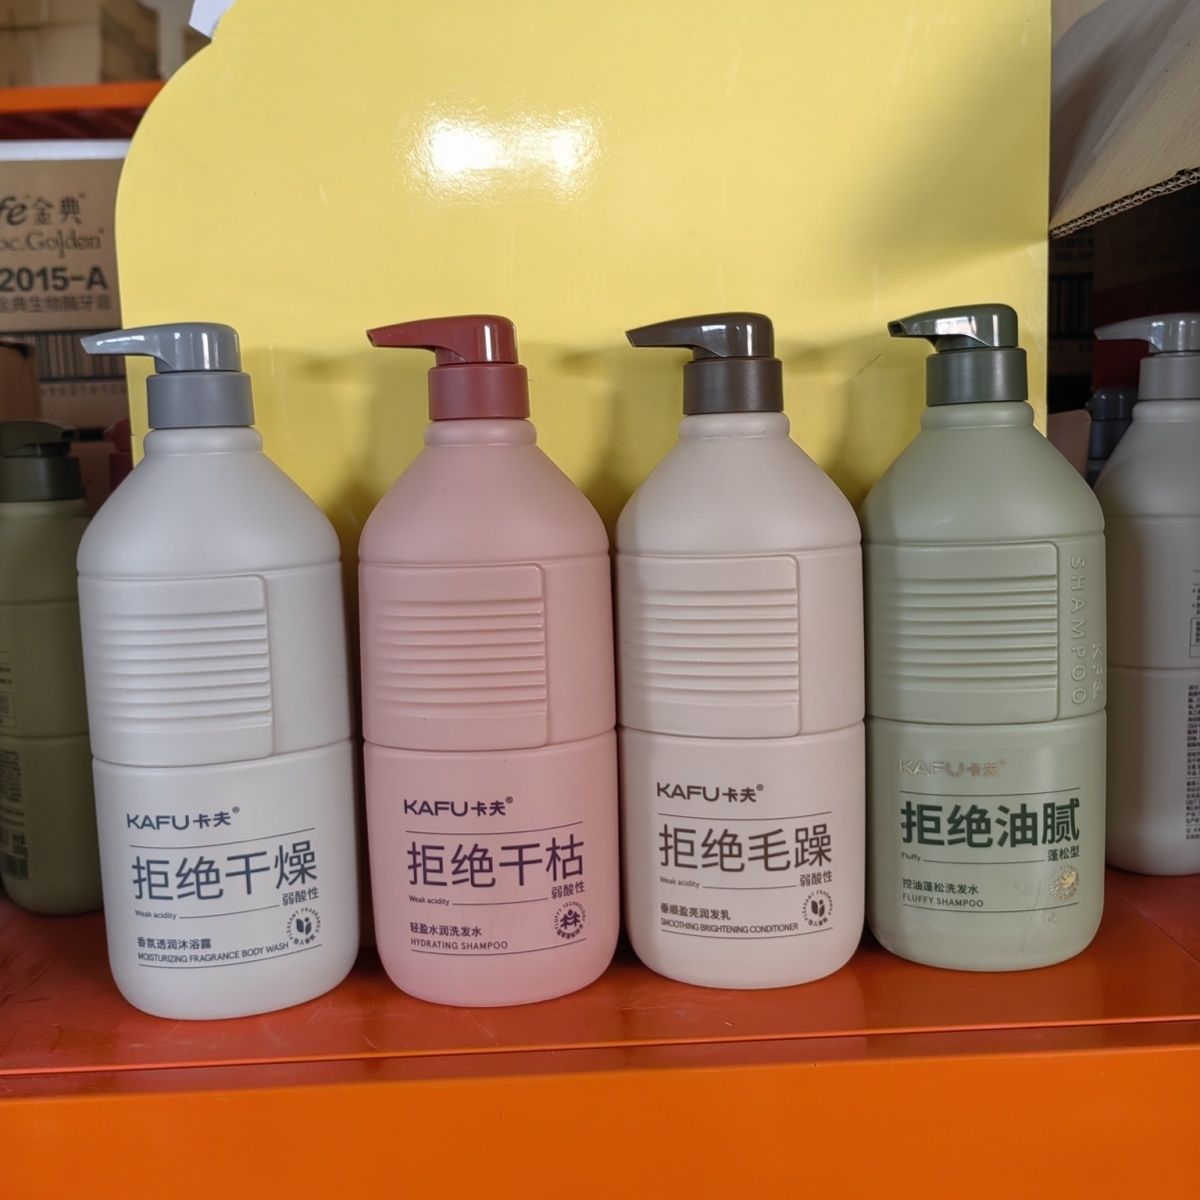 fe金典®
oc.Golden®
2015-A
金典生物酶牙膏
KAFU卡夫®
拒绝干燥
Weak acidity
弱酸性
香氛透润沐浴露
MOISTURIZING FRAGRANCE BODY WASH
KAFU卡夫®
拒绝干枯
Weak acidity
弱酸性
轻盈水润洗发水
HYDRATING SHAMPOO
KAFU卡夫®
拒绝毛躁
Weak acidity
弱酸性
垂顺盈亮润发乳
SMOOTHING BRIGHTENING CONDITIONER
SHAMPOO
KAFU卡夫®
拒绝油腻
Fluffy
蓬松型
控油蓬松洗发水
FLUFFY SHAMPOO